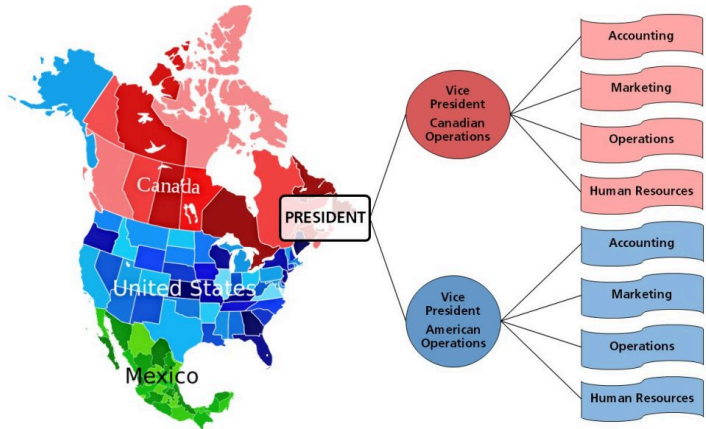 Canada
United States
Mexico
PRESIDENT
Vice
President
Canadian
Operations
Accounting
Marketing
Operations
Human Resources
Vice
President
American
Operations
Accounting
Marketing
Operations
Human Resources